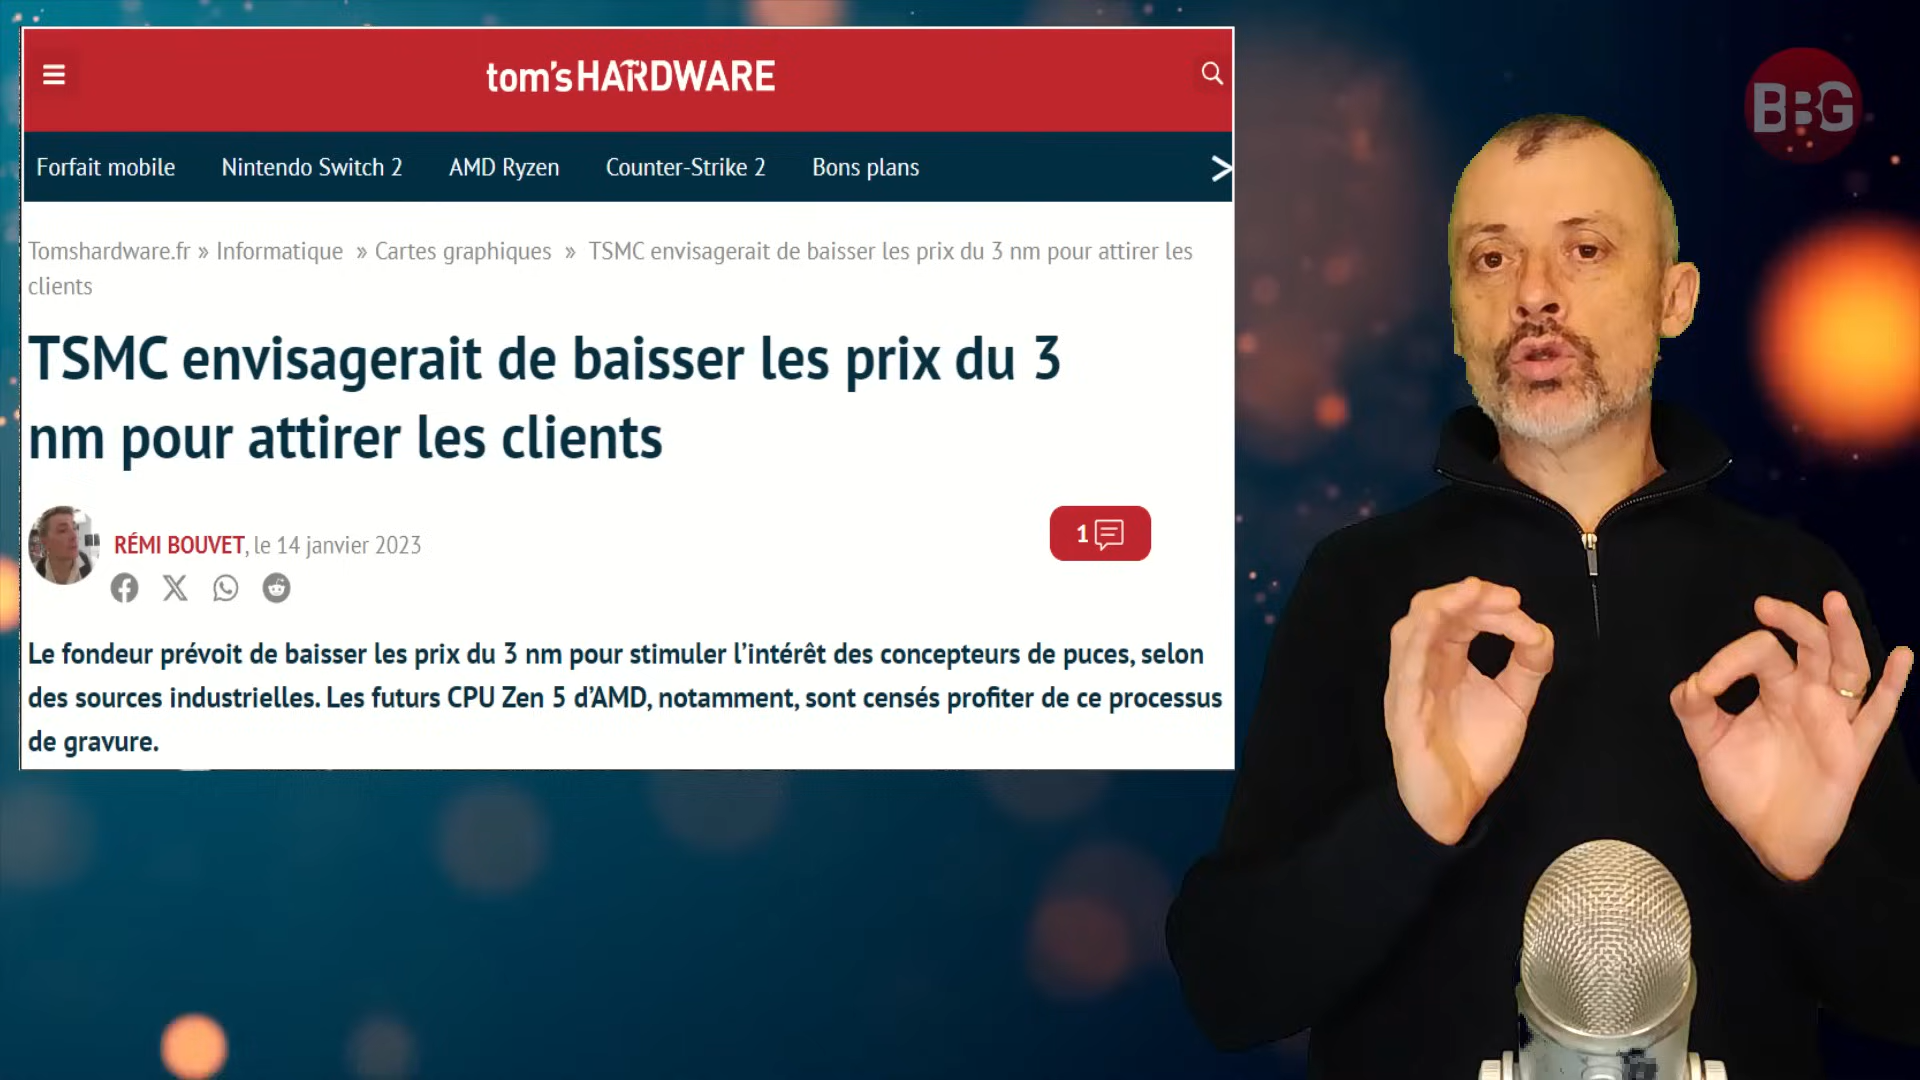 tom'sHARDWARE
BBG
Forfait mobile Nintendo Switch 2 AMD Ryzen Counter-Strike 2 Bons plans
Tomshardware.fr » Informatique » Cartes graphiques » TSMC envisagerait de baisser les prix du 3 nm pour attirer les
clients
TSMC envisagerait de baisser les prix du 3
nm pour attirer les clients
1
RÉMI BOUVET, le 14 janvier 2023
Le fondeur prévoit de baisser les prix du 3 nm pour stimuler l’intérêt des concepteurs de puces, selon
des sources industrielles. Les futurs CPU Zen 5 d’AMD, notamment, sont censés profiter de ce processus
de gravure.